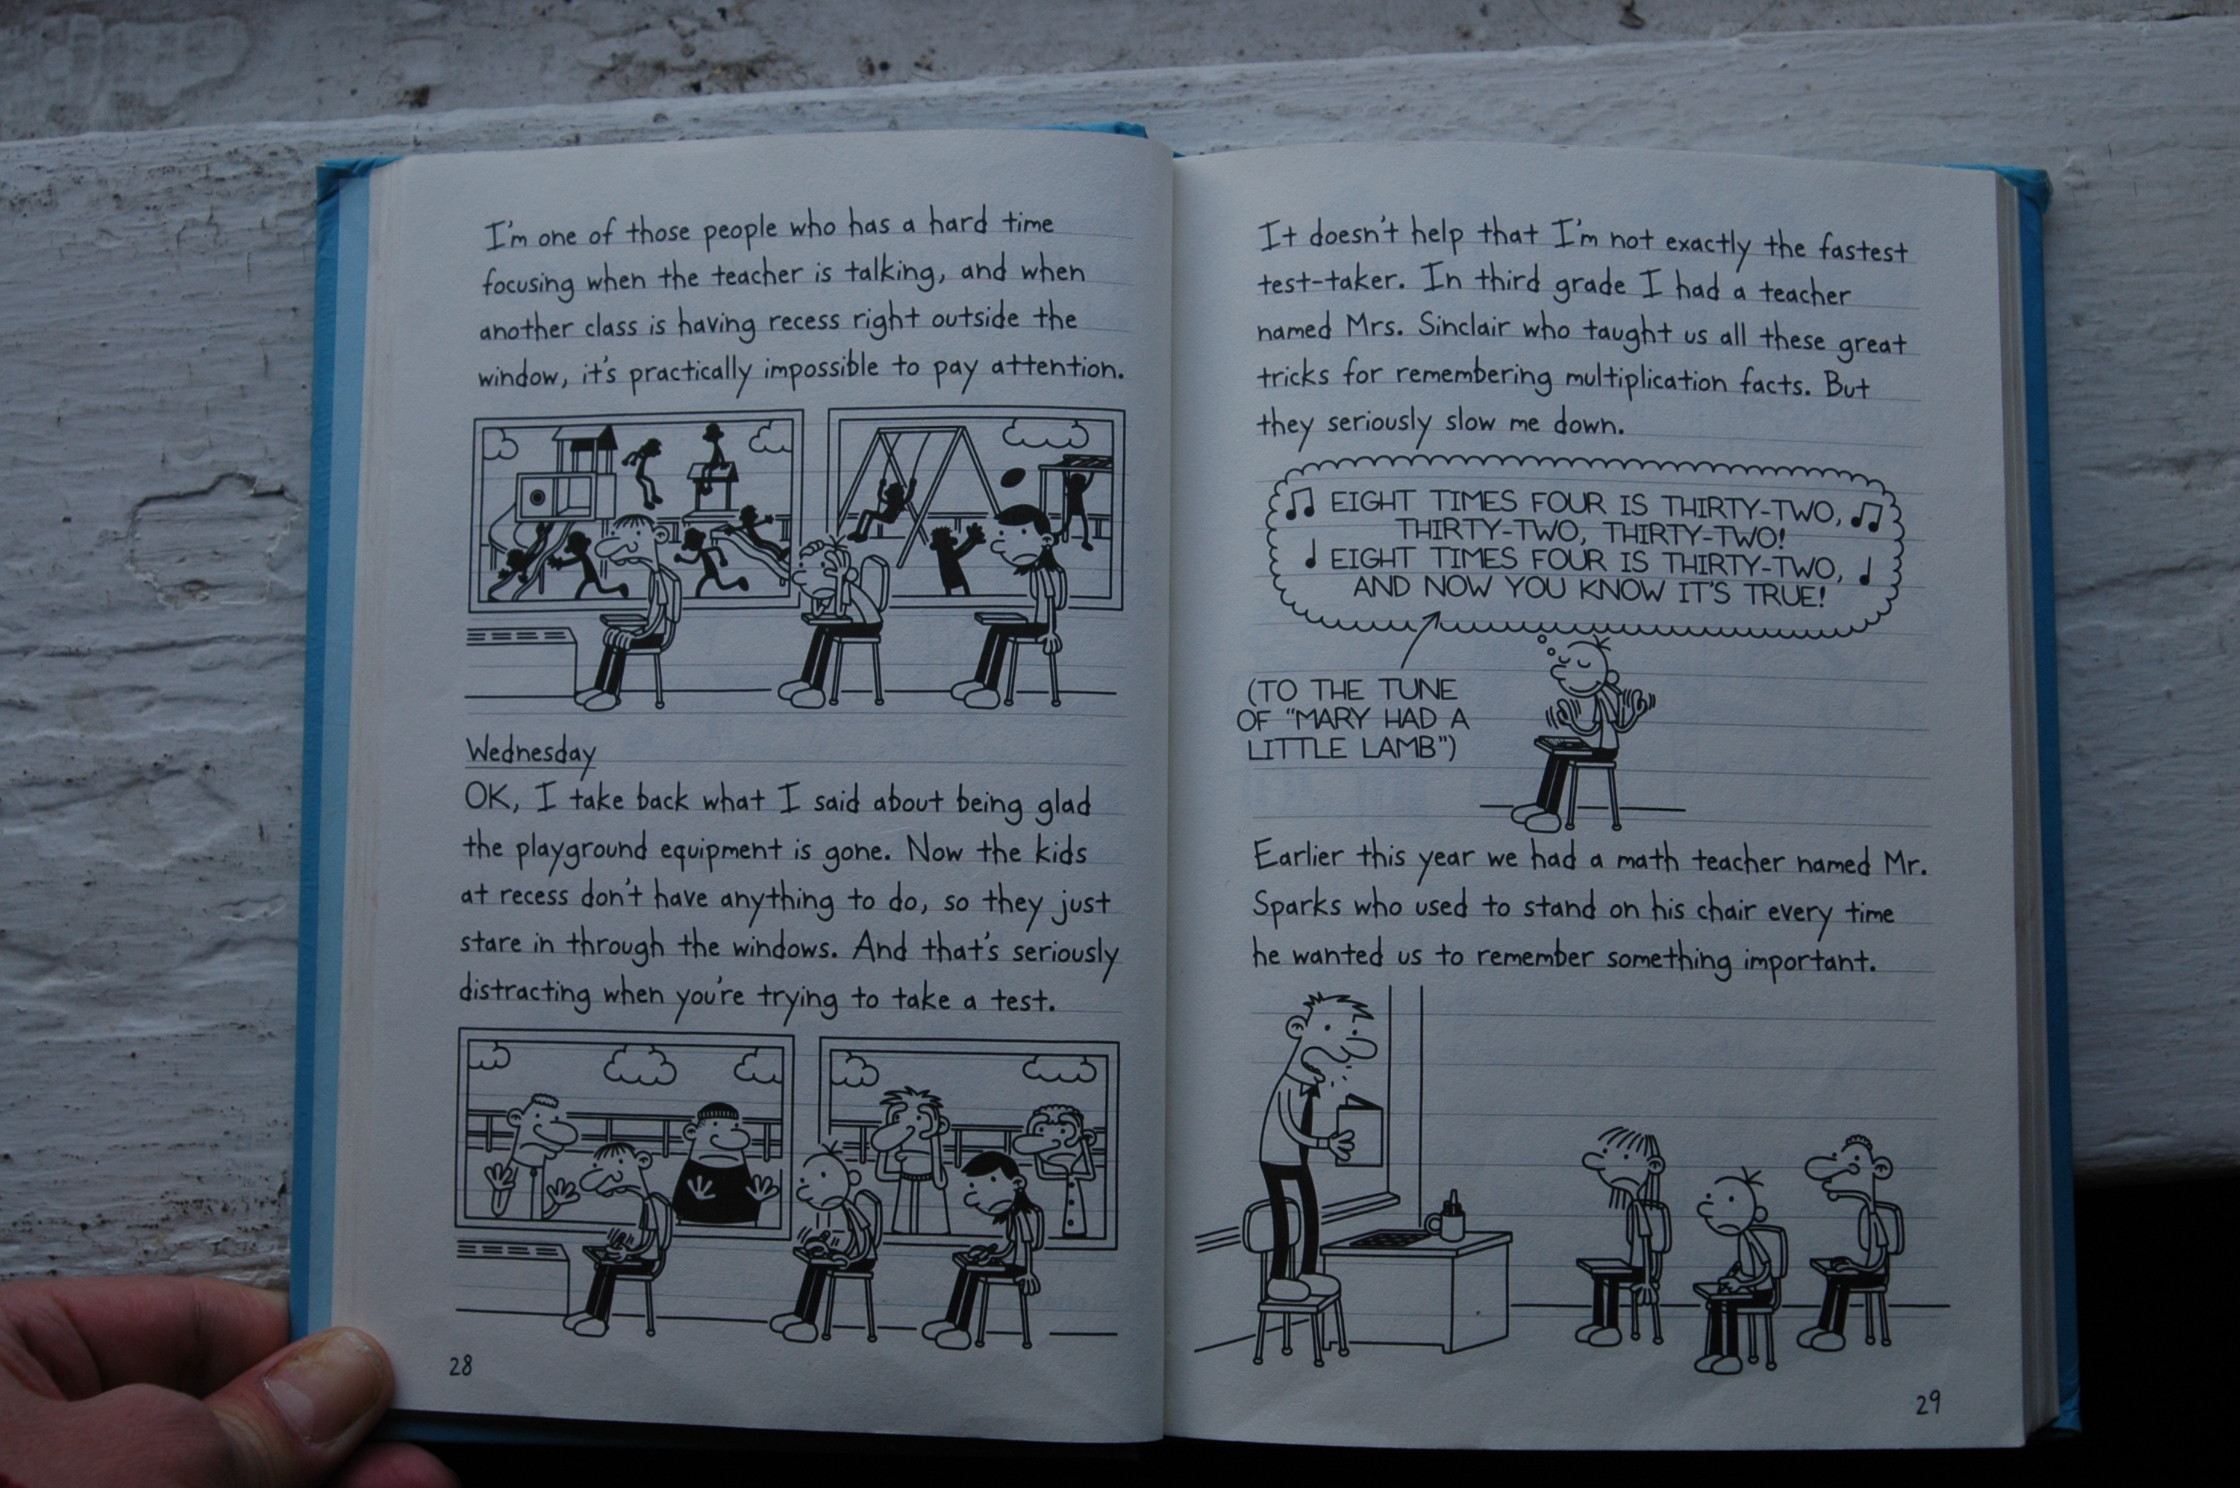 I'm one of those people who has a hard time
focusing when the teacher is talking, and when
another class is having recess right outside the
window, it's practically impossible to pay attention.
Wednesday
OK, I take back what I said about being glad
the playground equipment is gone. Now the kids
at recess don't have anything to do, so they just
stare in through the windows. And that's seriously
distracting when you're trying to take a test.
28
It doesn't help that I'm not exactly the fastest
test-taker. In third grade I had a teacher
named Mrs. Sinclair who taught us all these great
tricks for remembering multiplication facts. But
they seriously slow me down.
♫ EIGHT TIMES FOUR IS THIRTY-TWO, ♫
THIRTY-TWO, THIRTY-TWO!
♩ EIGHT TIMES FOUR IS THIRTY-TWO, ♩
AND NOW YOU KNOW IT'S TRUE!
(TO THE TUNE
OF "MARY HAD A
LITTLE LAMB")
Earlier this year we had a math teacher named Mr.
Sparks who used to stand on his chair every time
he wanted us to remember something important.
29